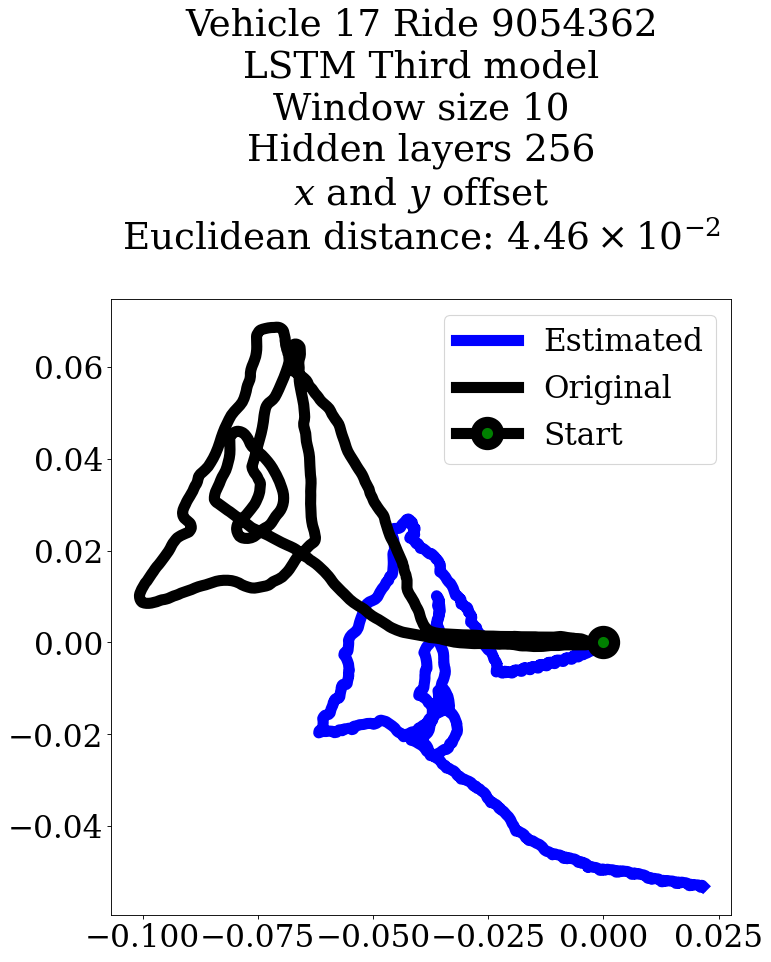 Vehicle 17 Ride 9054362
LSTM Third model
Window size 10
Hidden layers 256
x and y offset
Euclidean distance: 4.46 × 10⁻²
Estimated
Original
Start
0.06
0.04
0.02
0.00
−0.02
−0.04
−0.100 −0.075 −0.050 −0.025 0.000 0.025